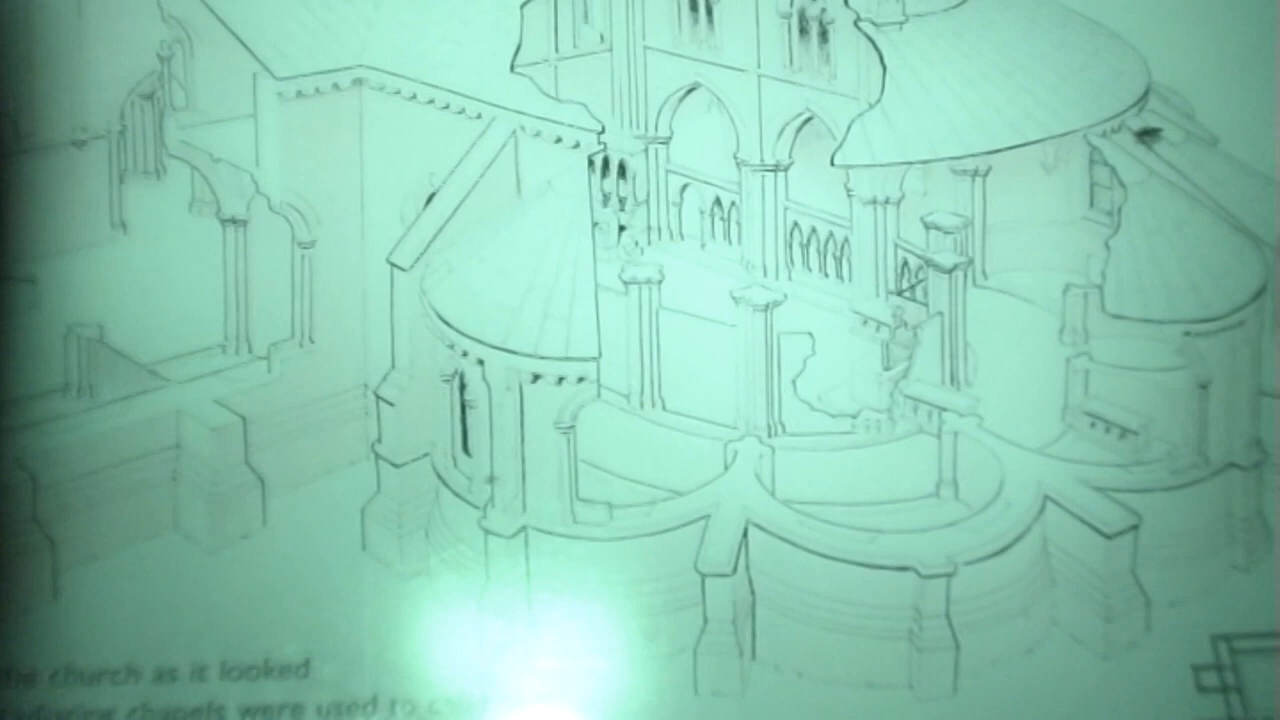 the church as it looked
chapels were used to